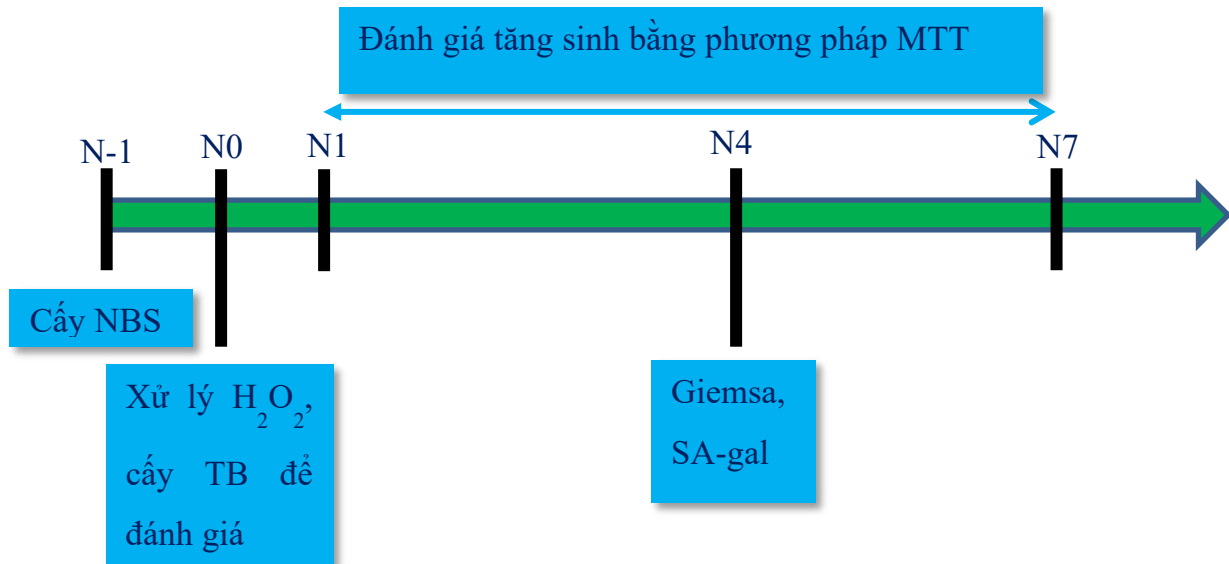 Đánh giá tăng sinh bằng phương pháp MTT
N-1
N0
N1
N4
N7
Cấy NBS
Xử lý H₂O₂,
cấy TB để
đánh giá
Giemsa,
SA-gal